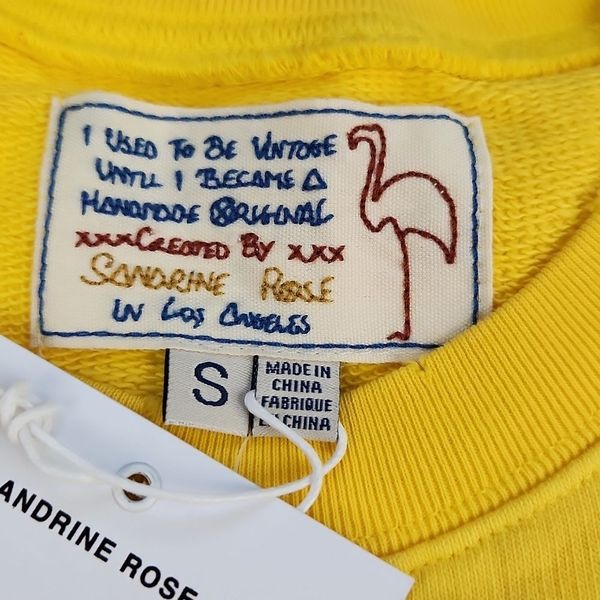 I USED TO BE VINTAGE
UNTIL I BECAME A
HANDMADE ORIGINAL
xxxCREATED BY xxx
SANDRINE ROSE
IN LOS ANGELES
S
MADE IN
CHINA
FABRIQUE
EN CHINA
ANDRINE ROSE